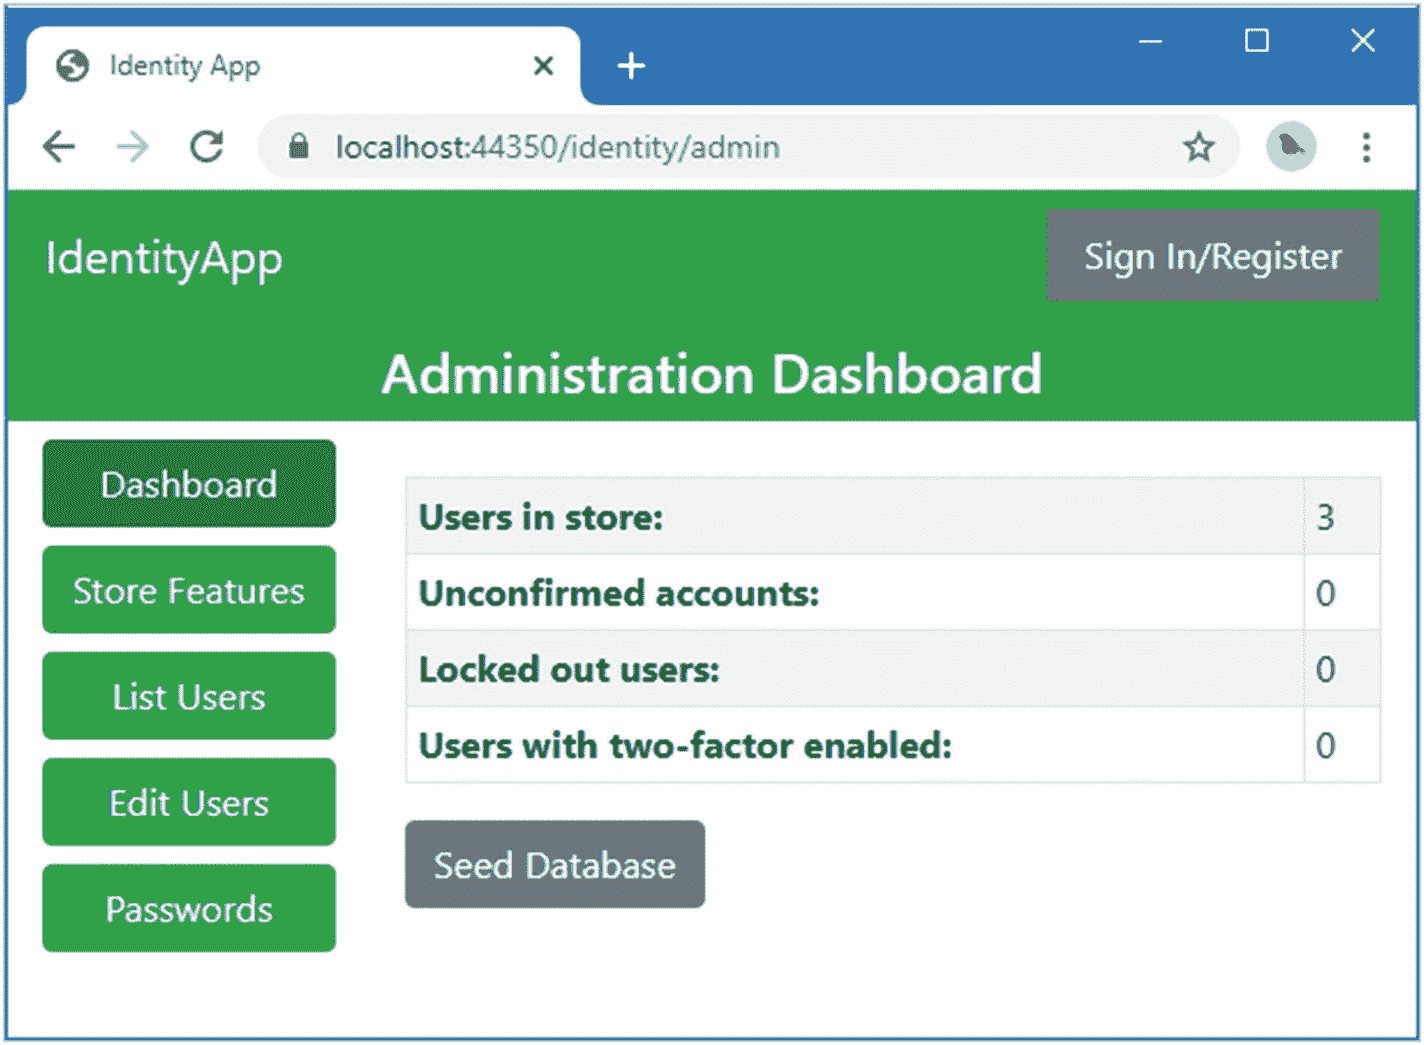 Identity App
localhost:44350/identity/admin
IdentityApp
Sign In/Register
Administration Dashboard
Dashboard
Store Features
List Users
Edit Users
Passwords
Users in store: 3
Unconfirmed accounts: 0
Locked out users: 0
Users with two-factor enabled: 0
Seed Database